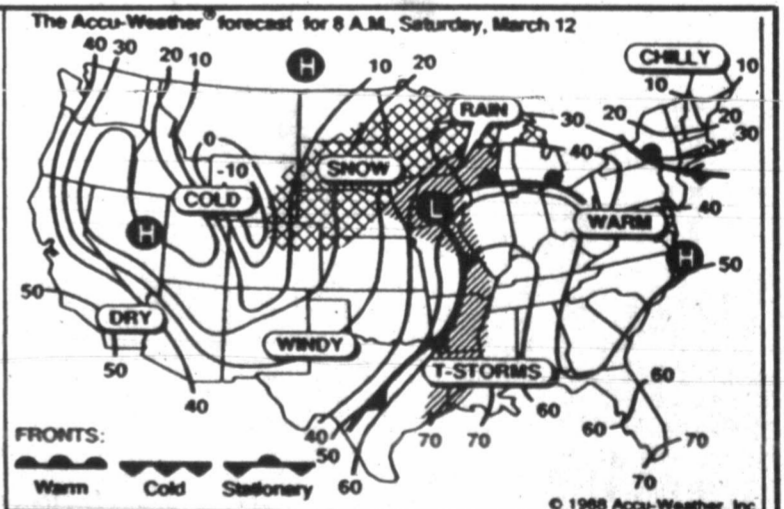 The Accu-Weather® forecast for 8 A.M., Saturday, March 12
40 30 20 10
H
10 20
CHILLY
10
10
RAIN
30
20
20
30
0
-10
SNOW
40
COLD
L
WARM
40
H
H
50
50
DRY
WINDY
50
T-STORMS
40
60
60
60
70
70
40
50
60
70
70
FRONTS:
Warm Cold Stationary
© 1988 Accu-Weather, Inc.